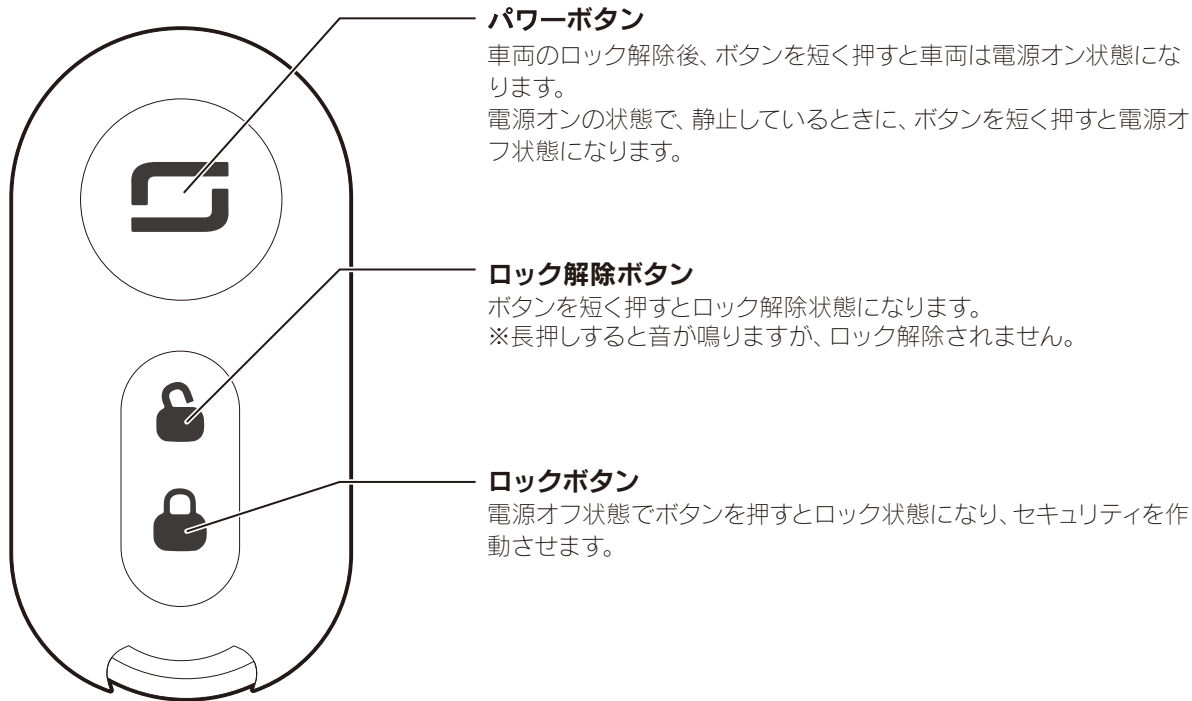 パワーボタン
車両のロック解除後、ボタンを短く押すと車両は電源オン状態にな
ります。
電源オンの状態で、静止しているときに、ボタンを短く押すと電源オ
フ状態になります。
ロック解除ボタン
ボタンを短く押すとロック解除状態になります。
※長押しすると音が鳴りますが、ロック解除されません。
ロックボタン
電源オフ状態でボタンを押すとロック状態になり、セキュリティを作
動させます。